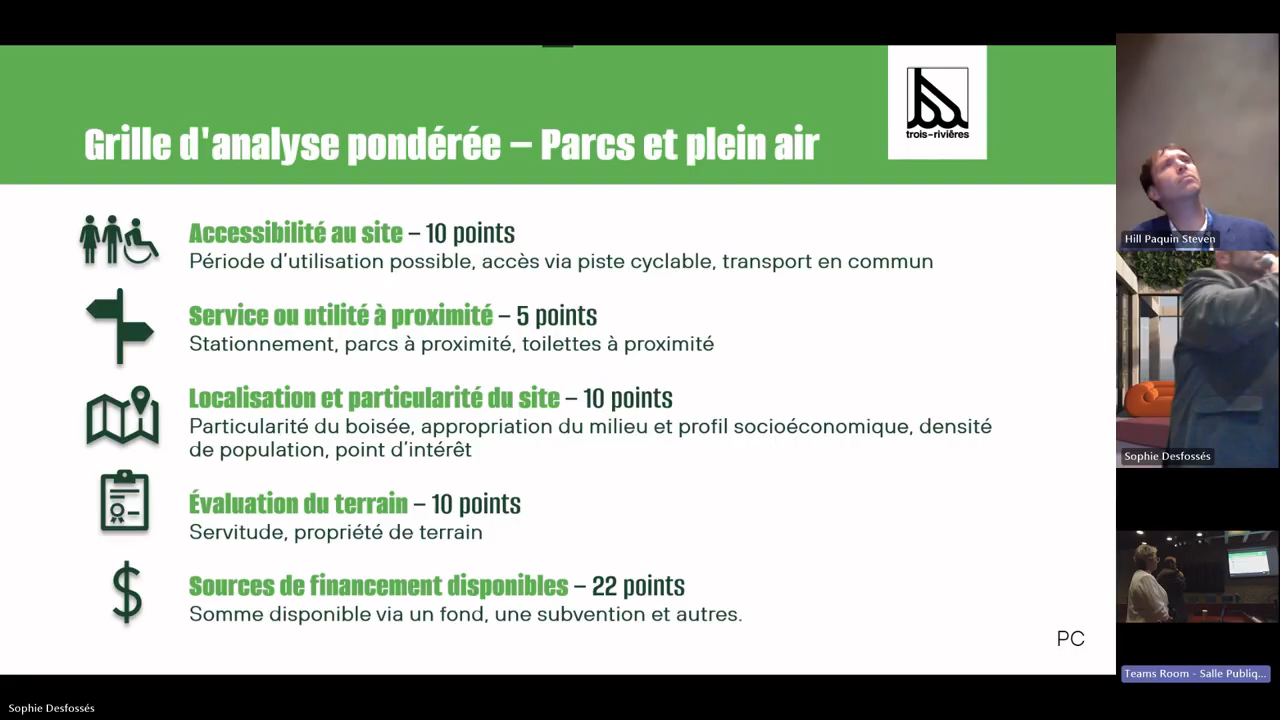 Grille d'analyse pondérée – Parcs et plein air
trois-rivières
Accessibilité au site – 10 points
Période d'utilisation possible, accès via piste cyclable, transport en commun
Service ou utilité à proximité – 5 points
Stationnement, parcs à proximité, toilettes à proximité
Localisation et particularité du site – 10 points
Particularité du boisée, appropriation du milieu et profil socioéconomique, densité
de population, point d'intérêt
Évaluation du terrain – 10 points
Servitude, propriété de terrain
Sources de financement disponibles – 22 points
Somme disponible via un fond, une subvention et autres.
PC
Hill Paquin Steven
Sophie Desfossés
Teams Room - Salle Publiq...
Sophie Desfossés